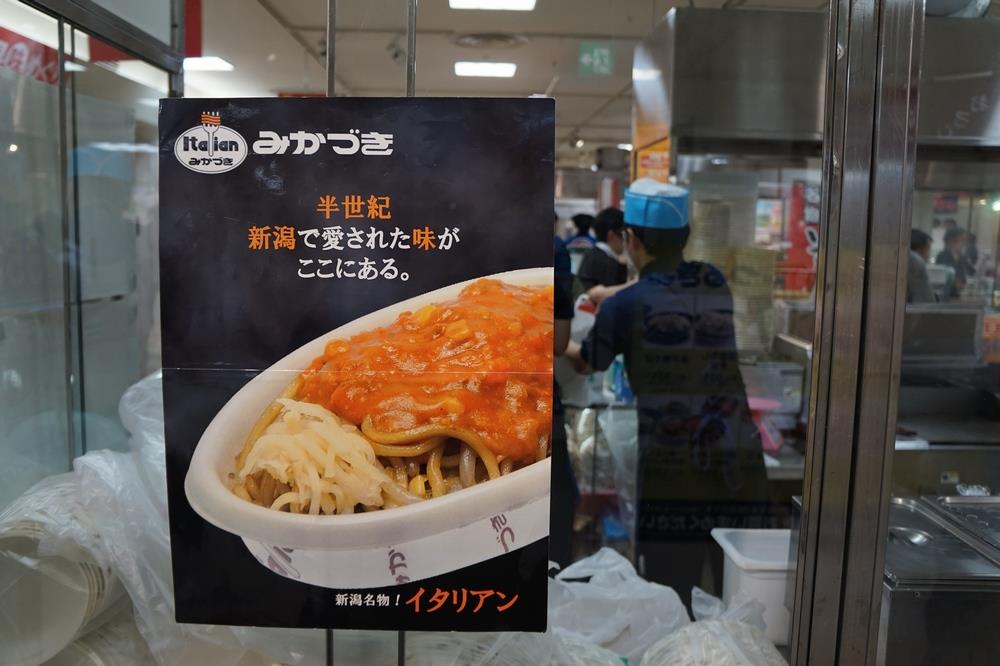 Italian
みかづき
みかづき
半世紀
新潟で愛された味が
ここにある。
新潟名物！イタリアン